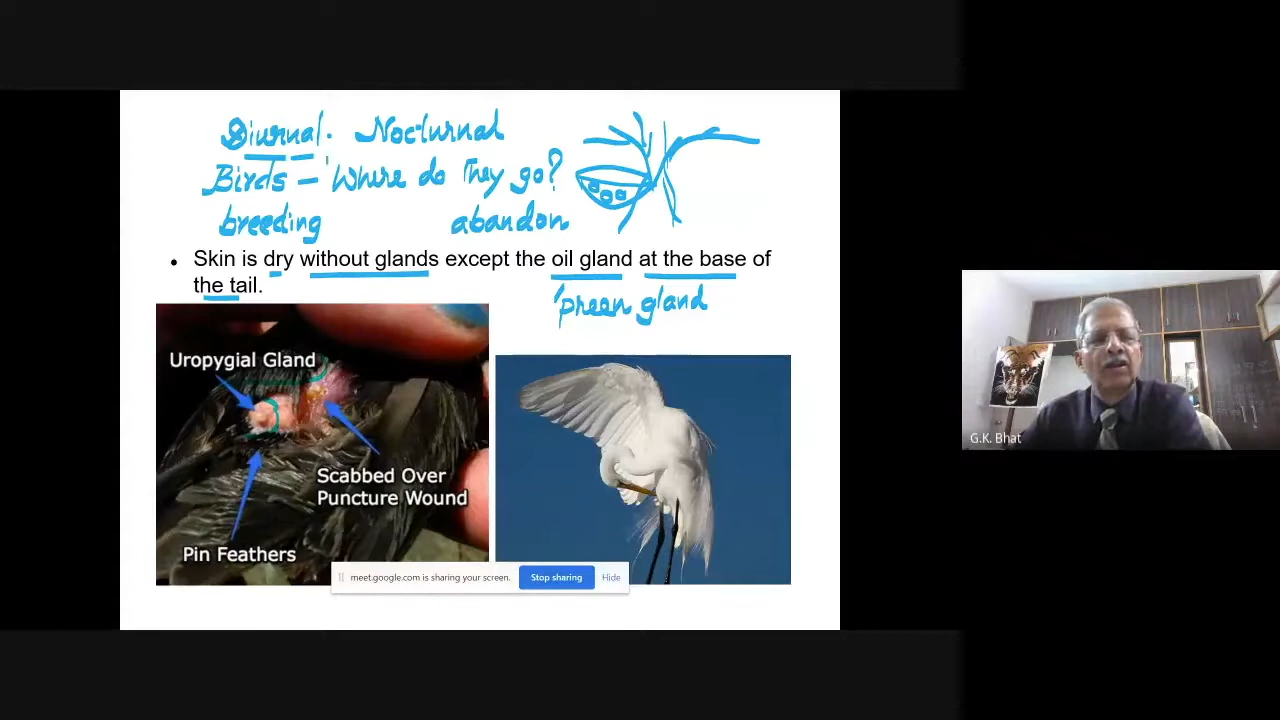 Diurnal. Nocturnal
Birds – 'Where do They go?
breeding abandon
• Skin is dry without glands except the oil gland at the base of
the tail.
'preen gland
Uropygial Gland
Scabbed Over
Puncture Wound
Pin Feathers
meet.google.com is sharing your screen. Stop sharing Hide
G.K. Bhat